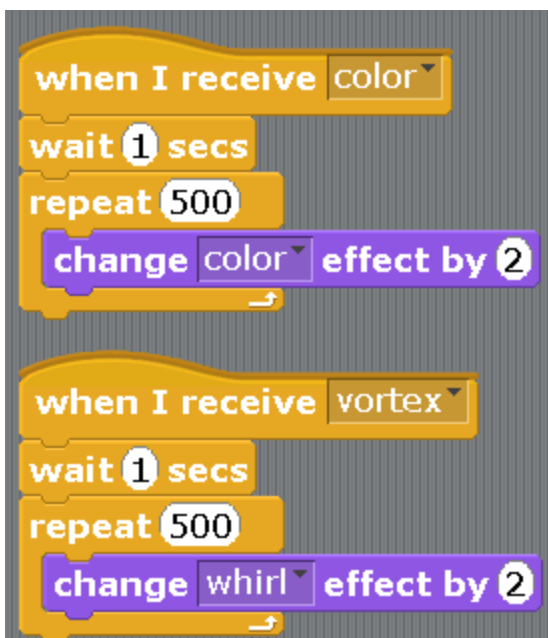 when I receive color
wait 1 secs
repeat 500
change color effect by 2
when I receive vortex
wait 1 secs
repeat 500
change whirl effect by 2